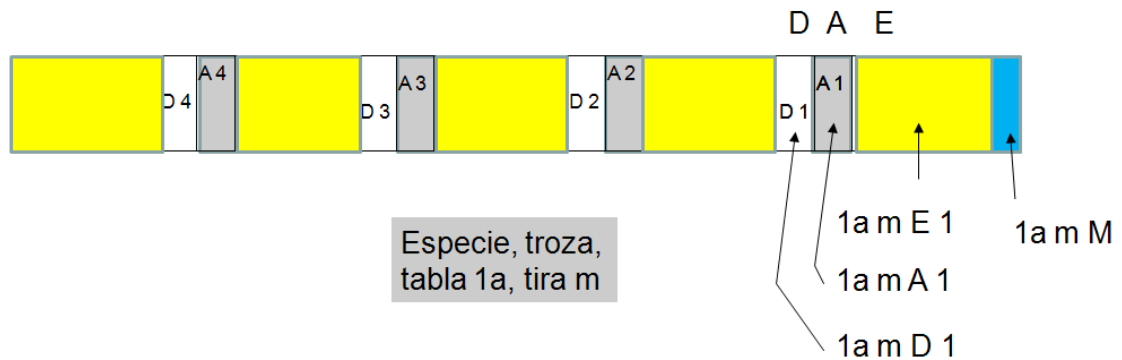 D A E
A 4
D 4
A 3
D 3
A 2
D 2
A 1
D 1
Especie, troza,
tabla 1a, tira m
1a m E 1
1a m M
1a m A 1
1a m D 1